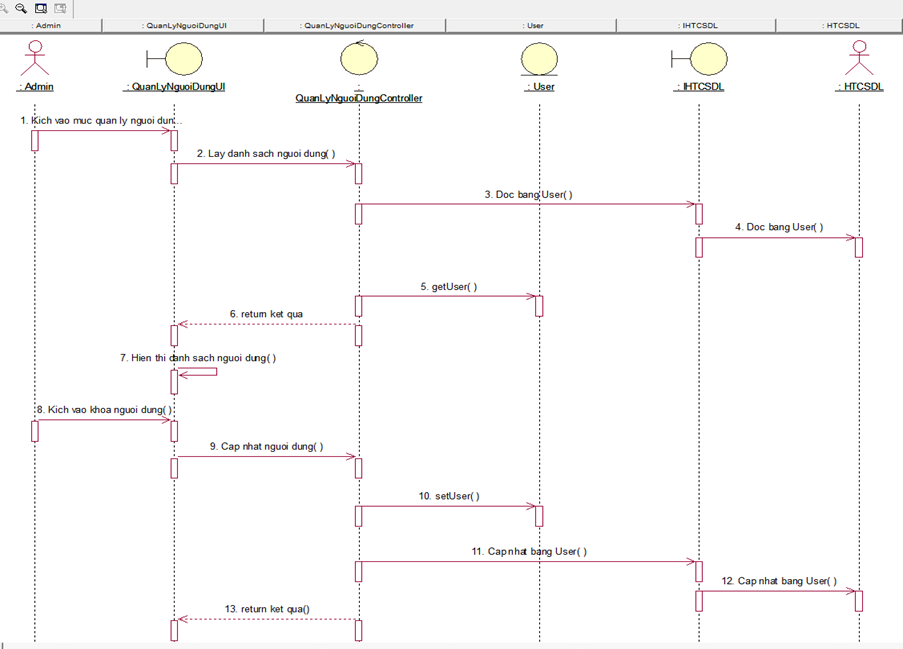 : Admin
: QuanLyNguoiDungUI
: QuanLyNguoiDungController
: User
: IHTCSDL
: HTCSDL
: Admin
: QuanLyNguoiDungUI
:
QuanLyNguoiDungController
: User
: IHTCSDL
: HTCSDL
1. Kich vao muc quan ly nguoi dun...
2. Lay danh sach nguoi dung( )
3. Doc bang User( )
4. Doc bang User( )
5. getUser( )
6. return ket qua
7. Hien thi danh sach nguoi dung( )
8. Kich vao khoa nguoi dung( )
9. Cap nhat nguoi dung( )
10. setUser( )
11. Cap nhat bang User( )
12. Cap nhat bang User( )
13. return ket qua()